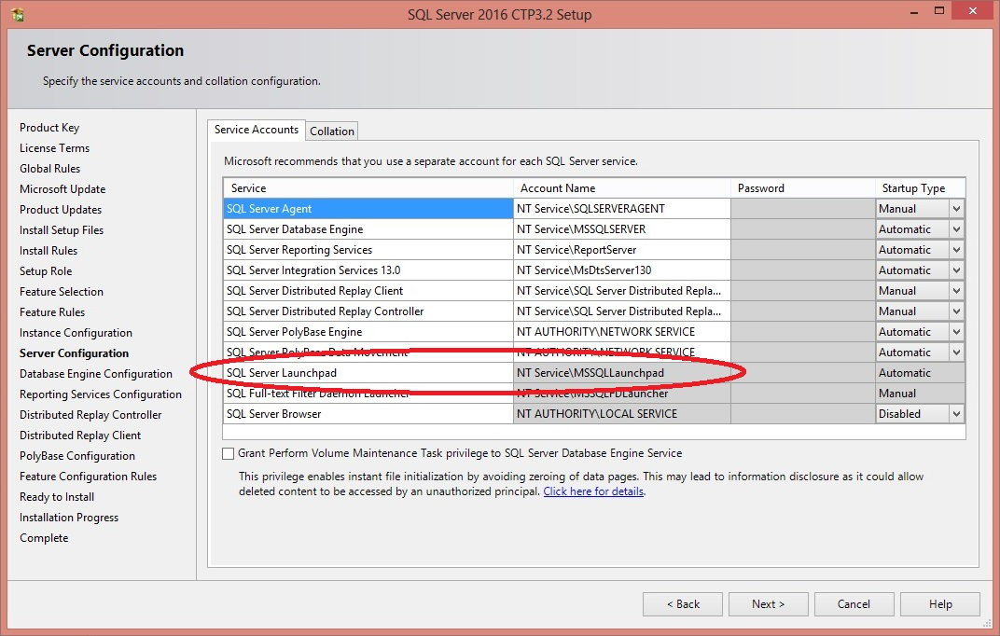 SQL Server 2016 CTP3.2 Setup
Server Configuration
Specify the service accounts and collation configuration.
Product Key
License Terms
Global Rules
Microsoft Update
Product Updates
Install Setup Files
Install Rules
Setup Role
Feature Selection
Feature Rules
Instance Configuration
Server Configuration
Database Engine Configuration
Reporting Services Configuration
Distributed Replay Controller
Distributed Replay Client
PolyBase Configuration
Feature Configuration Rules
Ready to Install
Installation Progress
Complete
Service Accounts Collation
Microsoft recommends that you use a separate account for each SQL Server service.
Service Account Name Password Startup Type
SQL Server Agent NT Service\SQLSERVERAGENT Manual
SQL Server Database Engine NT Service\MSSQLSERVER Automatic
SQL Server Reporting Services NT Service\ReportServer Automatic
SQL Server Integration Services 13.0 NT Service\MsDtsServer130 Automatic
SQL Server Distributed Replay Client NT Service\SQL Server Distributed Repla... Manual
SQL Server Distributed Replay Controller NT Service\SQL Server Distributed Repla... Manual
SQL Server PolyBase Engine NT AUTHORITY\NETWORK SERVICE Automatic
SQL Server PolyBase Data Movement NT AUTHORITY\NETWORK SERVICE Automatic
SQL Server Launchpad NT Service\MSSQLLaunchpad Automatic
SQL Full-text Filter Daemon Launcher NT Service\MSSQLFDLauncher Manual
SQL Server Browser NT AUTHORITY\LOCAL SERVICE Disabled
Grant Perform Volume Maintenance Task privilege to SQL Server Database Engine Service
This privilege enables instant file initialization by avoiding zeroing of data pages. This may lead to information disclosure as it could allow
deleted content to be accessed by an unauthorized principal. Click here for details.
< Back Next > Cancel Help